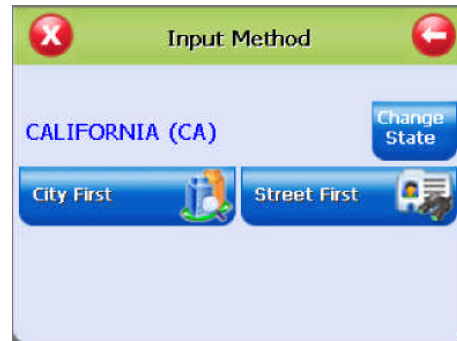 Input Method
CALIFORNIA (CA)
Change
State
City First
Street First